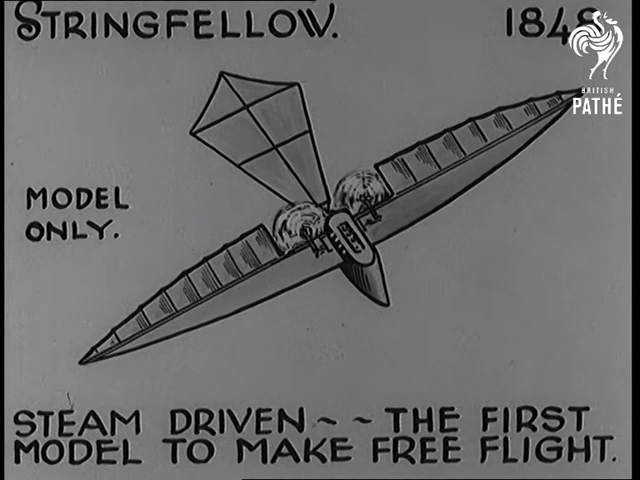 STRINGFELLOW. 1848
BRITISH
PATHÉ
MODEL
ONLY.
STEAM DRIVEN ~ ~ THE FIRST
MODEL TO MAKE FREE FLIGHT.